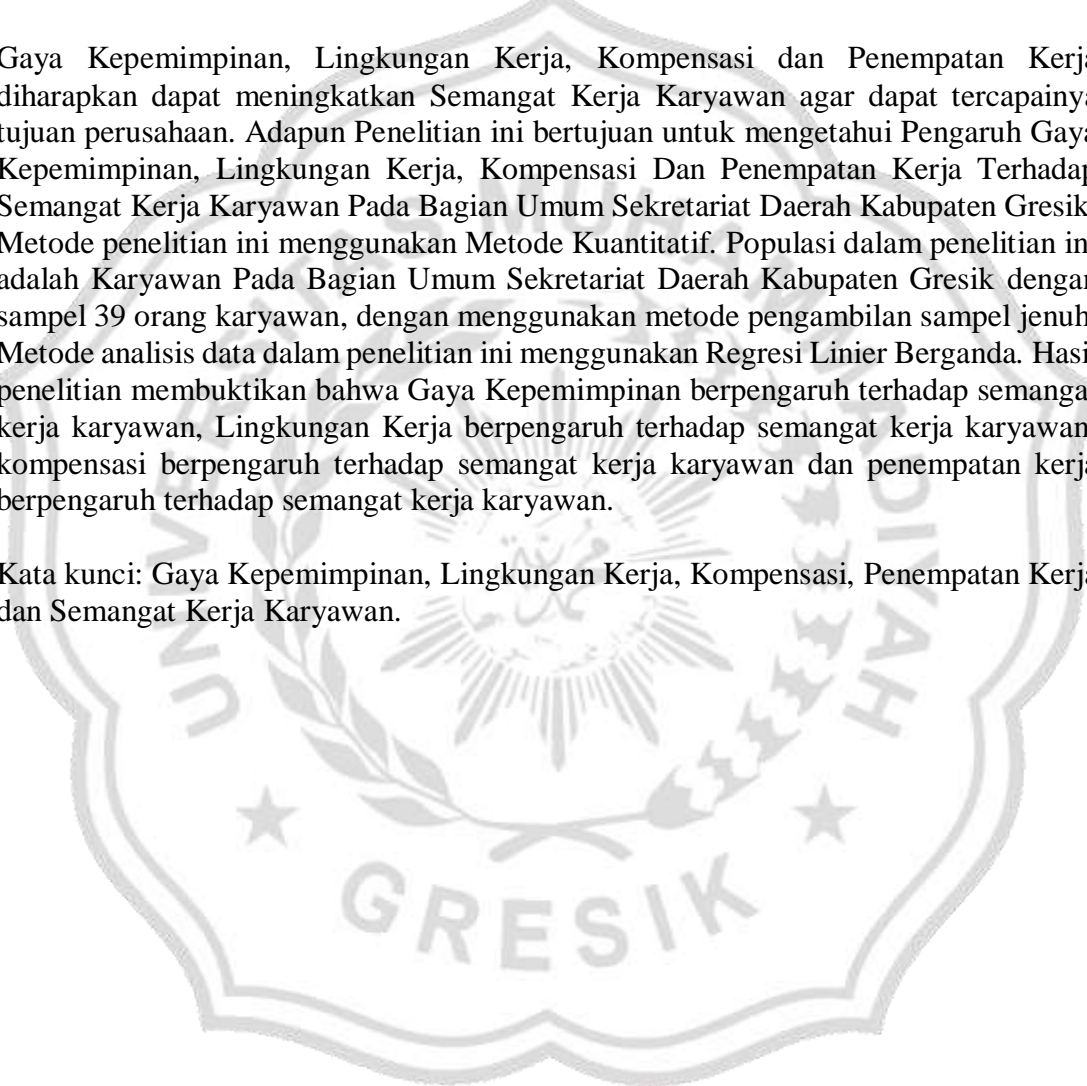 Gaya Kepemimpinan, Lingkungan Kerja, Kompensasi dan Penempatan Kerja
diharapkan dapat meningkatkan Semangat Kerja Karyawan agar dapat tercapainya
tujuan perusahaan. Adapun Penelitian ini bertujuan untuk mengetahui Pengaruh Gaya
Kepemimpinan, Lingkungan Kerja, Kompensasi Dan Penempatan Kerja Terhadap
Semangat Kerja Karyawan Pada Bagian Umum Sekretariat Daerah Kabupaten Gresik
Metode penelitian ini menggunakan Metode Kuantitatif. Populasi dalam penelitian ini
adalah Karyawan Pada Bagian Umum Sekretariat Daerah Kabupaten Gresik dengan
sampel 39 orang karyawan, dengan menggunakan metode pengambilan sampel jenuh
Metode analisis data dalam penelitian ini menggunakan Regresi Linier Berganda. Hasil
penelitian membuktikan bahwa Gaya Kepemimpinan berpengaruh terhadap semangat
kerja karyawan, Lingkungan Kerja berpengaruh terhadap semangat kerja karyawan
kompensasi berpengaruh terhadap semangat kerja karyawan dan penempatan kerja
berpengaruh terhadap semangat kerja karyawan.
Kata kunci: Gaya Kepemimpinan, Lingkungan Kerja, Kompensasi, Penempatan Kerja
dan Semangat Kerja Karyawan.
UNIVERSITAS MUHAMMADIYAH
GRESIK